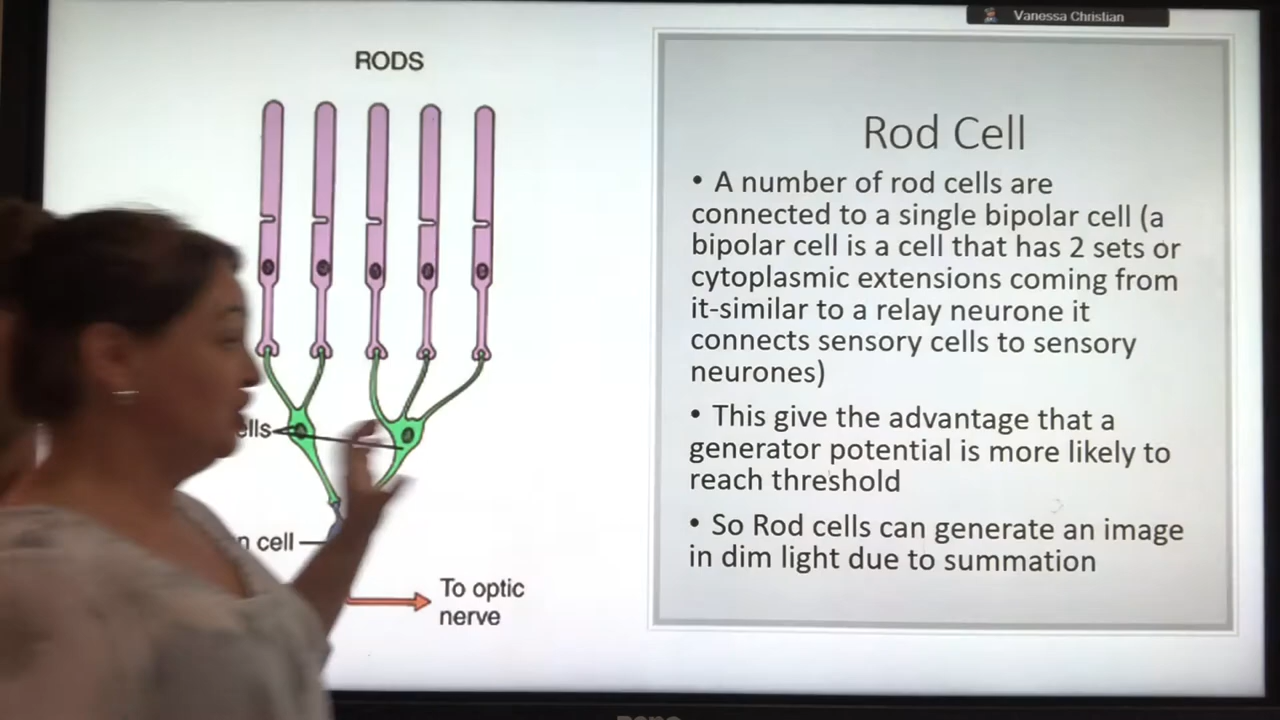 Vanessa Christian
RODS
ells
n cell
To optic
nerve
Rod Cell
• A number of rod cells are
connected to a single bipolar cell (a
bipolar cell is a cell that has 2 sets or
cytoplasmic extensions coming from
it-similar to a relay neurone it
connects sensory cells to sensory
neurones)
• This give the advantage that a
generator potential is more likely to
reach threshold
• So Rod cells can generate an image
in dim light due to summation